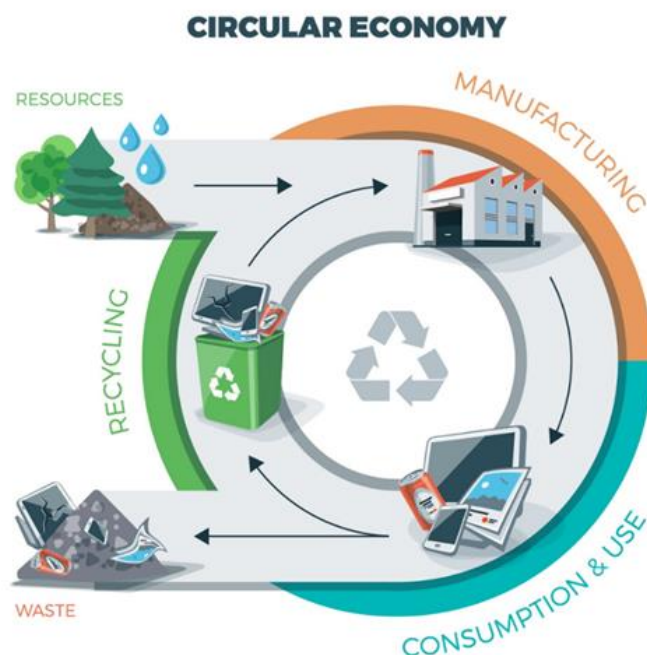 CIRCULAR ECONOMY
RESOURCES
MANUFACTURING
RECYCLING
WASTE
CONSUMPTION & USE